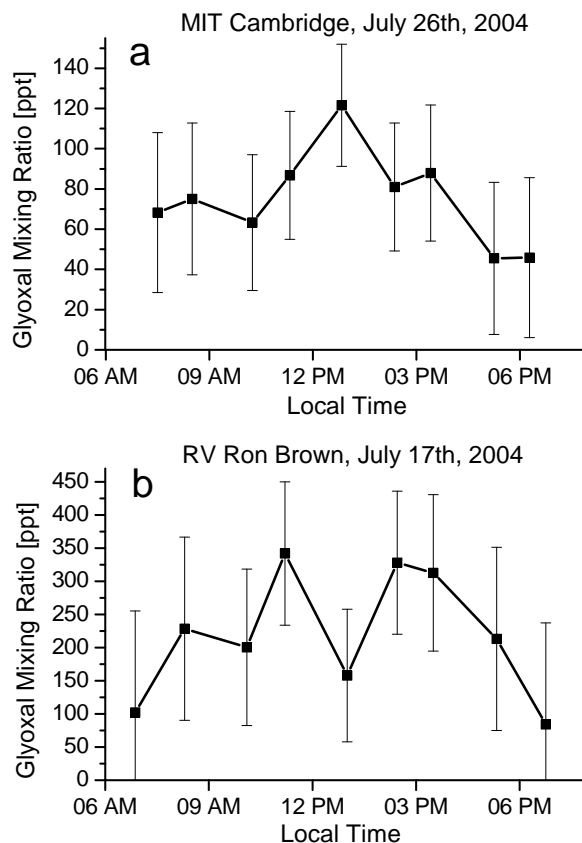 MIT Cambridge, July 26th, 2004
a
Glyoxal Mixing Ratio [ppt]
140
120
100
80
60
40
20
0
06 AM 09 AM 12 PM 03 PM 06 PM
Local Time
RV Ron Brown, July 17th, 2004
b
Glyoxal Mixing Ratio [ppt]
450
400
350
300
250
200
150
100
50
0
06 AM 09 AM 12 PM 03 PM 06 PM
Local Time